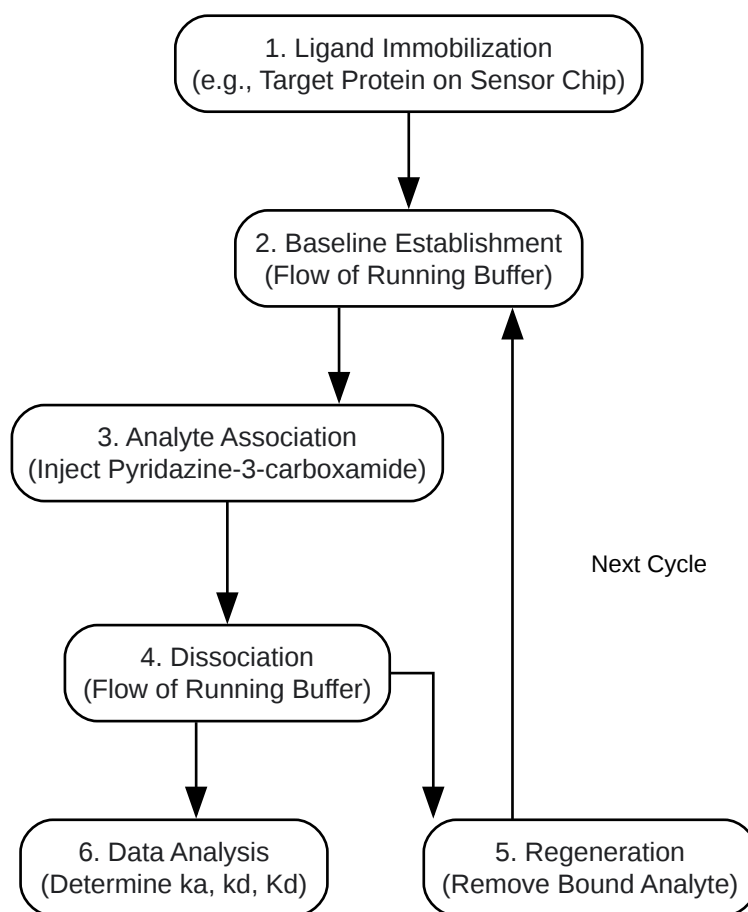 1. Ligand Immobilization
(e.g., Target Protein on Sensor Chip)
2. Baseline Establishment
(Flow of Running Buffer)
3. Analyte Association
(Inject Pyridazine-3-carboxamide)
Next Cycle
4. Dissociation
(Flow of Running Buffer)
6. Data Analysis
(Determine ka, kd, Kd)
5. Regeneration
(Remove Bound Analyte)